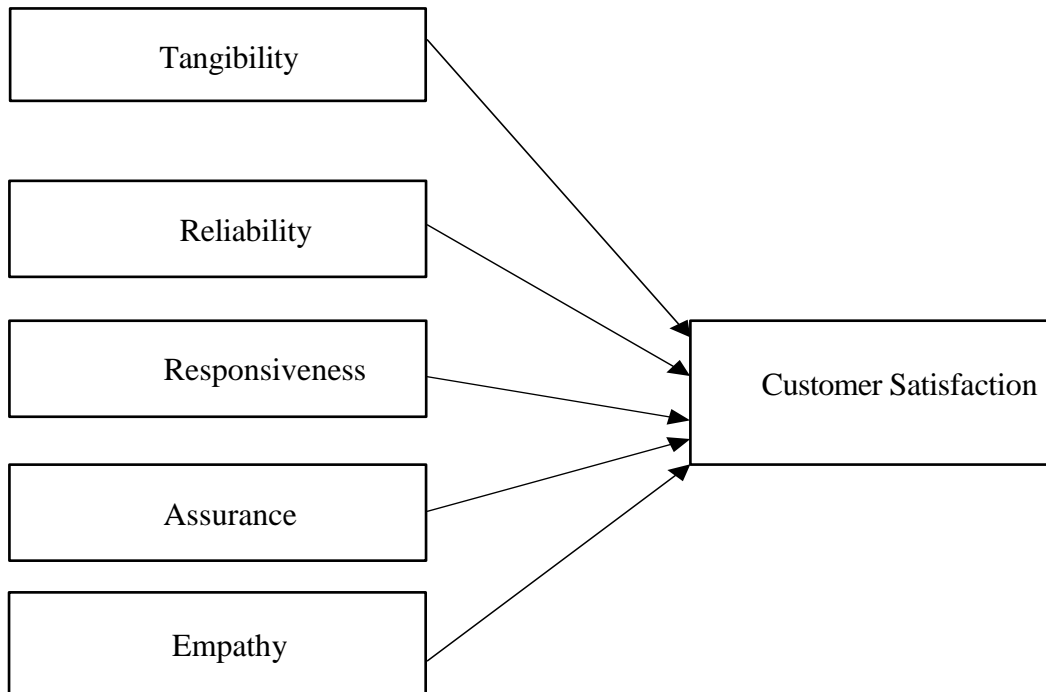 Tangibility
Reliability
Responsiveness
Customer Satisfaction
Assurance
Empathy